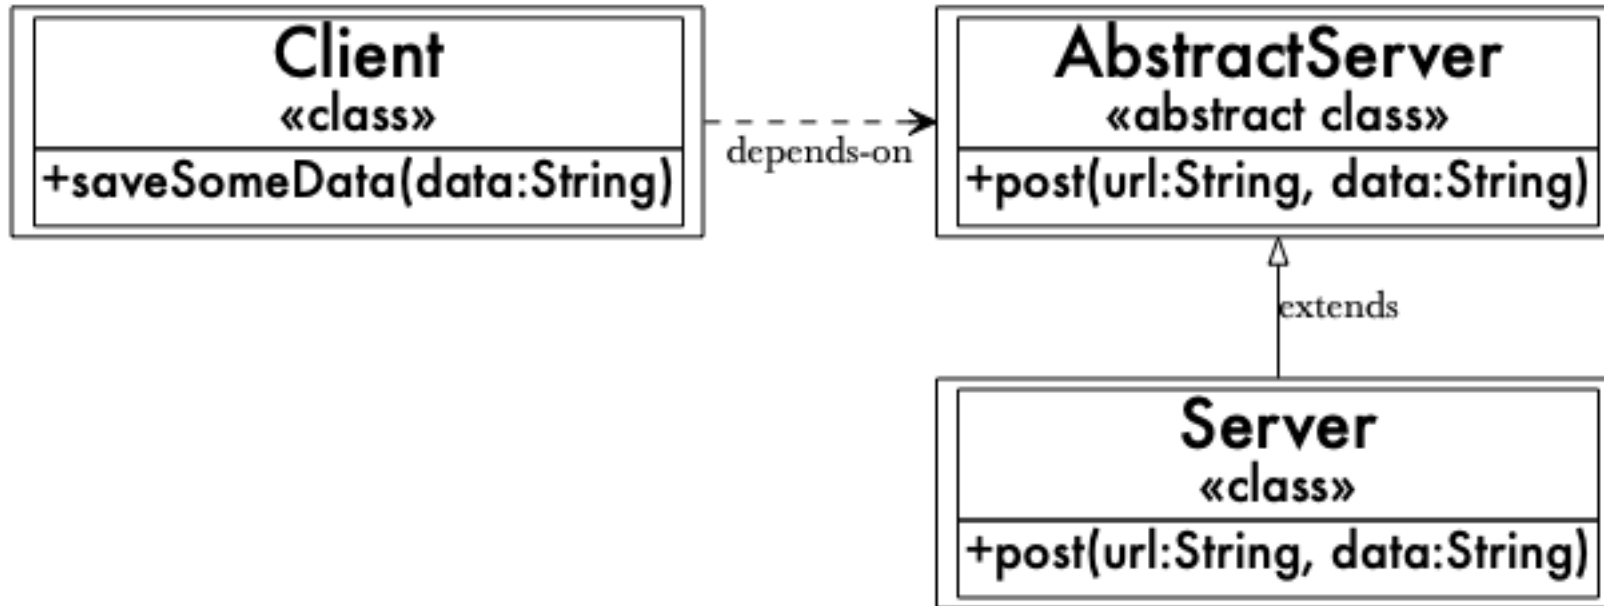 Client
«class»
+saveSomeData(data:String)
depends-on
AbstractServer
«abstract class»
+post(url:String, data:String)
extends
Server
«class»
+post(url:String, data:String)